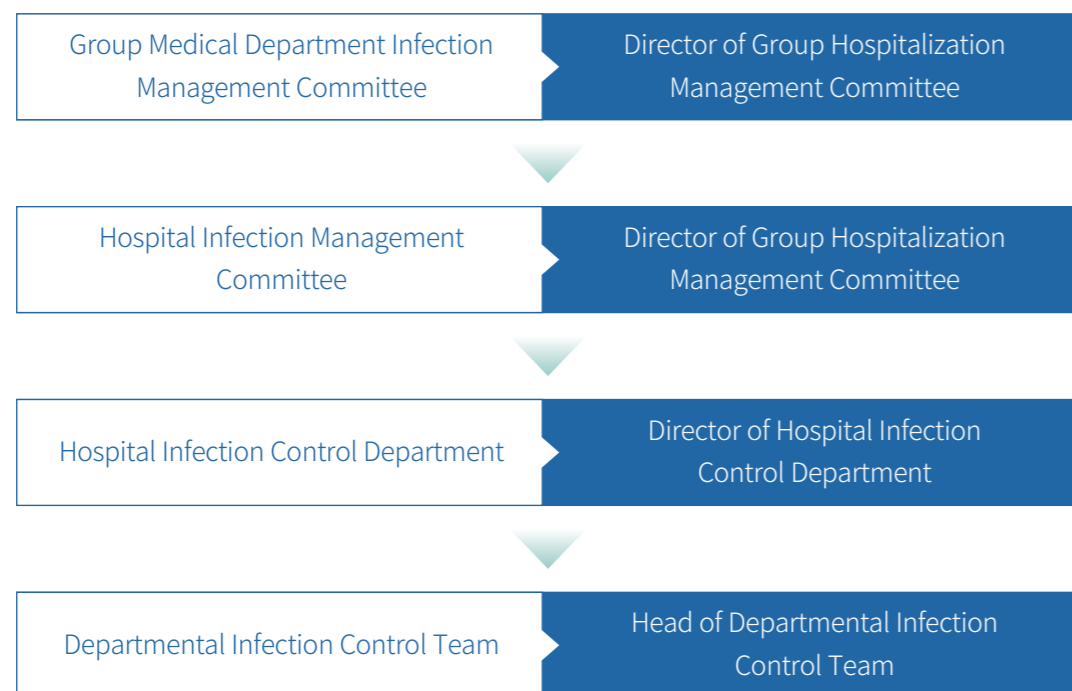 Group Medical Department Infection
Management Committee
Director of Group Hospitalization
Management Committee
Hospital Infection Management
Committee
Director of Group Hospitalization
Management Committee
Hospital Infection Control Department
Director of Hospital Infection
Control Department
Departmental Infection Control Team
Head of Departmental Infection
Control Team